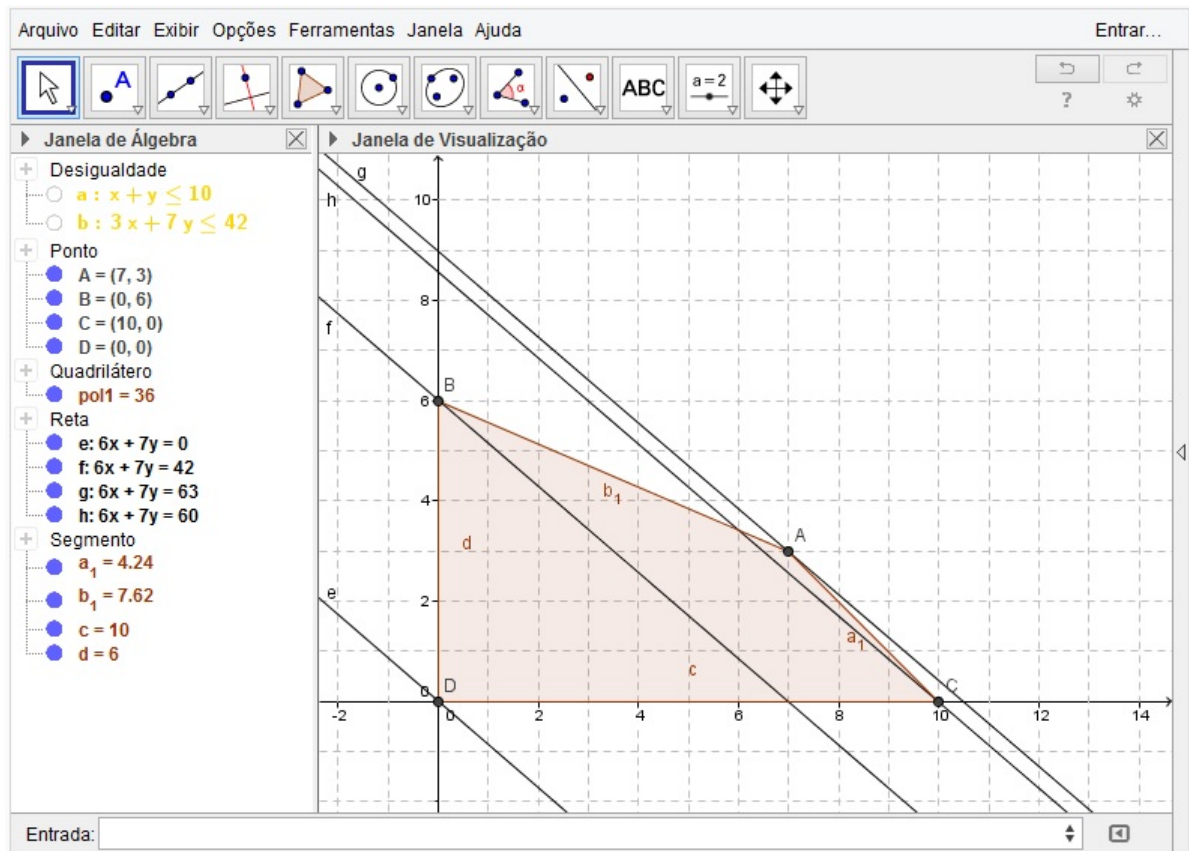 Arquivo Editar Exibir Opções Ferramentas Janela Ajuda Entrar...
A ABC a=2
α
?
Janela de Álgebra
Desigualdade
a : x + y ≤ 10
b : 3 x + 7 y ≤ 42
Ponto
A = (7, 3)
B = (0, 6)
C = (10, 0)
D = (0, 0)
Quadrilátero
pol1 = 36
Reta
e: 6x + 7y = 0
f: 6x + 7y = 42
g: 6x + 7y = 63
h: 6x + 7y = 60
Segmento
a₁ = 4.24
b₁ = 7.62
c = 10
d = 6
Janela de Visualização
g
h
10
8
f
B
6
b₁
4
A
d
a₁
2
e
c
0 D C
-2 0 2 4 6 8 10 12 14
Entrada: